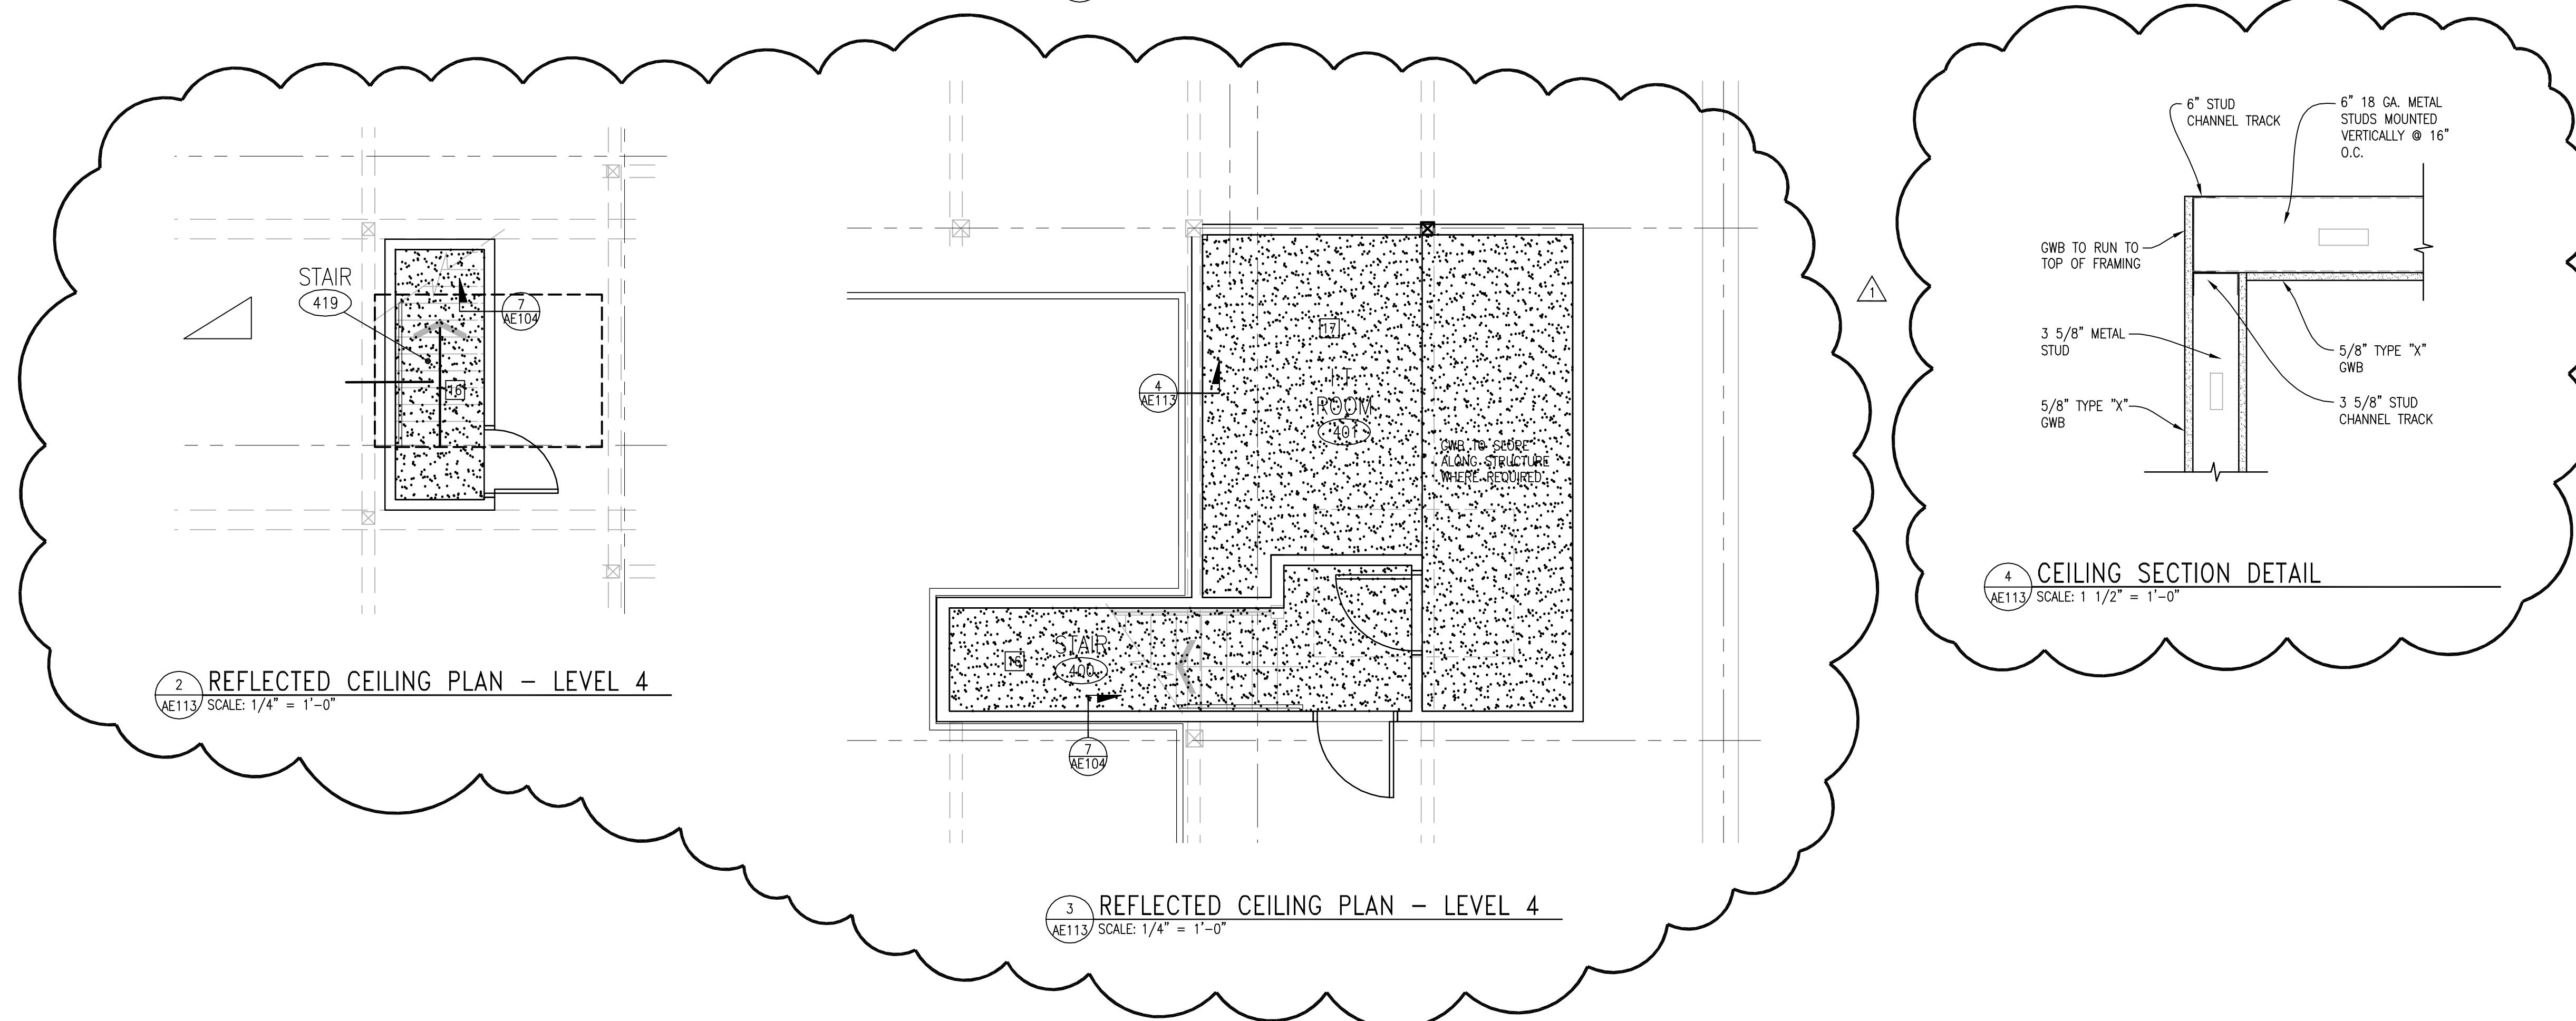 STAIR
419
7
AE104
16
2
AE113
REFLECTED CEILING PLAN - LEVEL 4
SCALE: 1/4" = 1'-0"
17
I.T.
ROOM
401
GWB TO SLOPE
ALONG STRUCTURE
WHERE REQUIRED.
4
AE113
16
STAIR
400
7
AE104
3
AE113
REFLECTED CEILING PLAN - LEVEL 4
SCALE: 1/4" = 1'-0"
1
6" STUD
CHANNEL TRACK
6" 18 GA. METAL
STUDS MOUNTED
VERTICALLY @ 16"
O.C.
GWB TO RUN TO
TOP OF FRAMING
3 5/8" METAL
STUD
5/8" TYPE "X"
GWB
5/8" TYPE "X"
GWB
3 5/8" STUD
CHANNEL TRACK
4
AE113
CEILING SECTION DETAIL
SCALE: 1 1/2" = 1'-0"